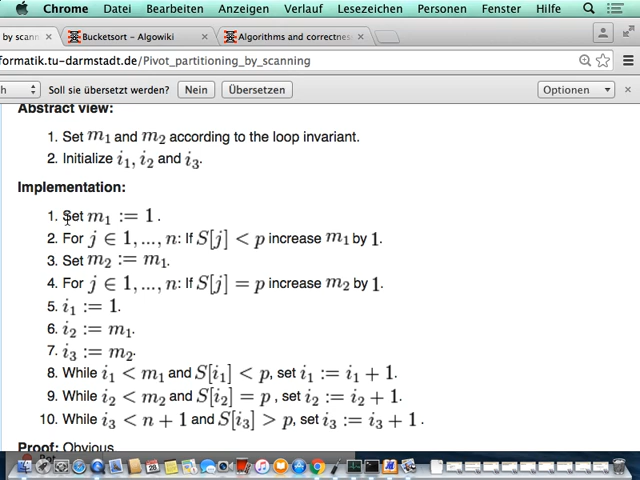 Chrome Datei Bearbeiten Anzeigen Verlauf Lesezeichen Personen Fenster Hilfe
by scann Bucketsort – Algowiki Algorithms and correctnes
formatik.tu-darmstadt.de/Pivot_partitioning_by_scanning
h Soll sie übersetzt werden? Nein Übersetzen Optionen
Abstract view:
1. Set m₁ and m₂ according to the loop invariant.
2. Initialize i₁, i₂ and i₃.
Implementation:
1. Set m₁ := 1 .
2. For j ∈ 1, ..., n: If S[j] < p increase m₁ by 1.
3. Set m₂ := m₁.
4. For j ∈ 1, ..., n: If S[j] = p increase m₂ by 1.
5. i₁ := 1.
6. i₂ := m₁.
7. i₃ := m₂.
8. While i₁ < m₁ and S[i₁] < p, set i₁ := i₁ + 1.
9. While i₂ < m₂ and S[i₂] = p , set i₂ := i₂ + 1.
10. While i₃ < n + 1 and S[i₃] > p, set i₃ := i₃ + 1 .
Proof: Obvious